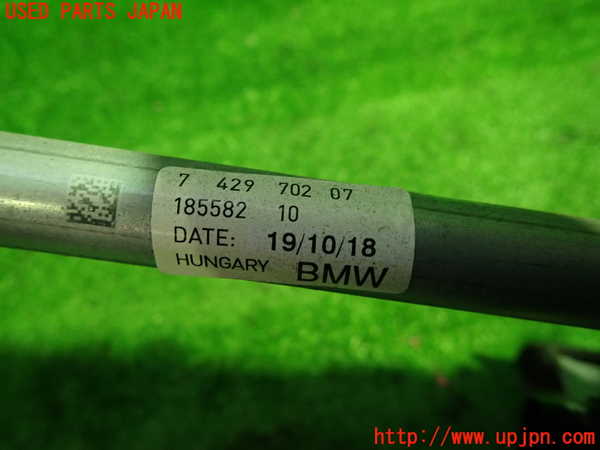 USED PARTS JAPAN
7 429 702 07
185582 10
DATE: 19/10/18
HUNGARY BMW
http://www.upjpn.com/